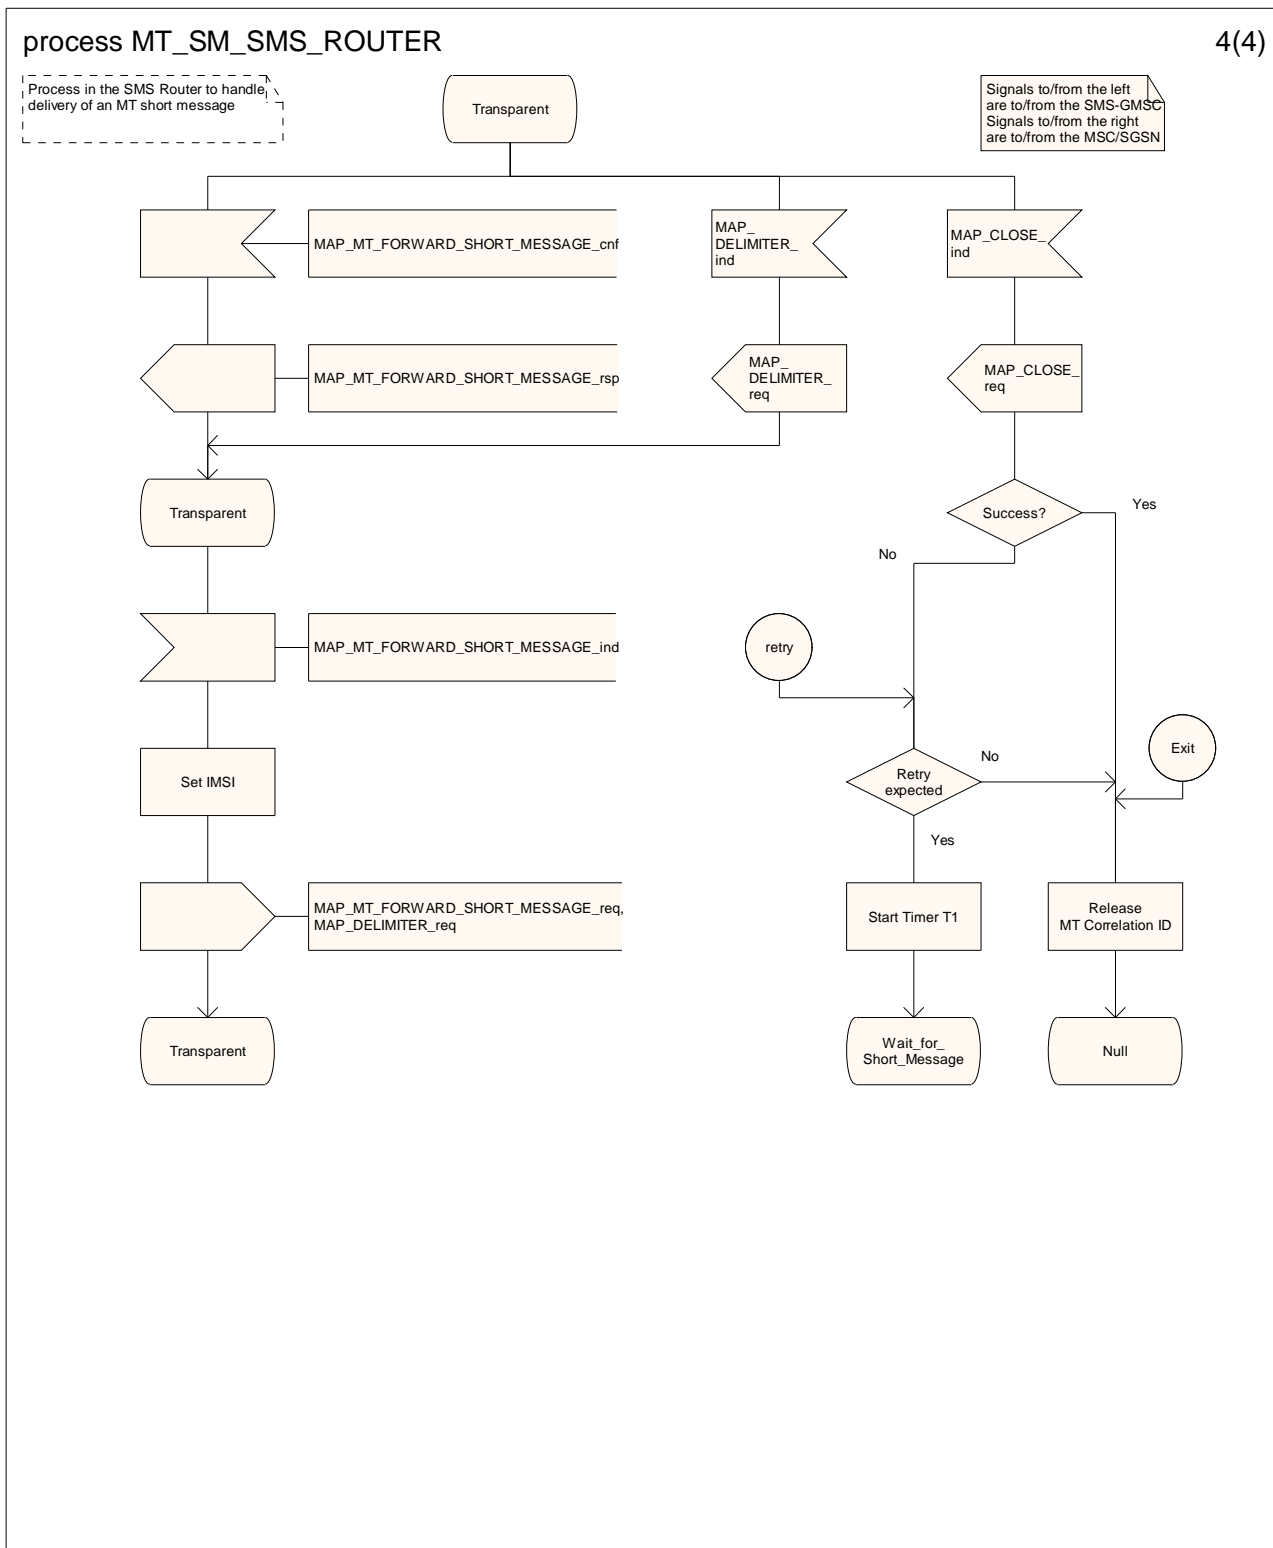 process MT_SM_SMS_ROUTER
4(4)
Process in the SMS Router to handle
delivery of an MT short message
Transparent
Signals to/from the left
are to/from the SMS-GMSC
Signals to/from the right
are to/from the MSC/SGSN
MAP_MT_FORWARD_SHORT_MESSAGE_cnf
MAP_
DELIMITER_
ind
MAP_CLOSE_
ind
MAP_MT_FORWARD_SHORT_MESSAGE_rsp
MAP_
DELIMITER_
req
MAP_CLOSE_
req
Transparent
Success?
Yes
No
MAP_MT_FORWARD_SHORT_MESSAGE_ind
retry
Set IMSI
Retry
expected
No
Exit
Yes
MAP_MT_FORWARD_SHORT_MESSAGE_req,
MAP_DELIMITER_req
Start Timer T1
Release
MT Correlation ID
Transparent
Wait_for_
Short_Message
Null